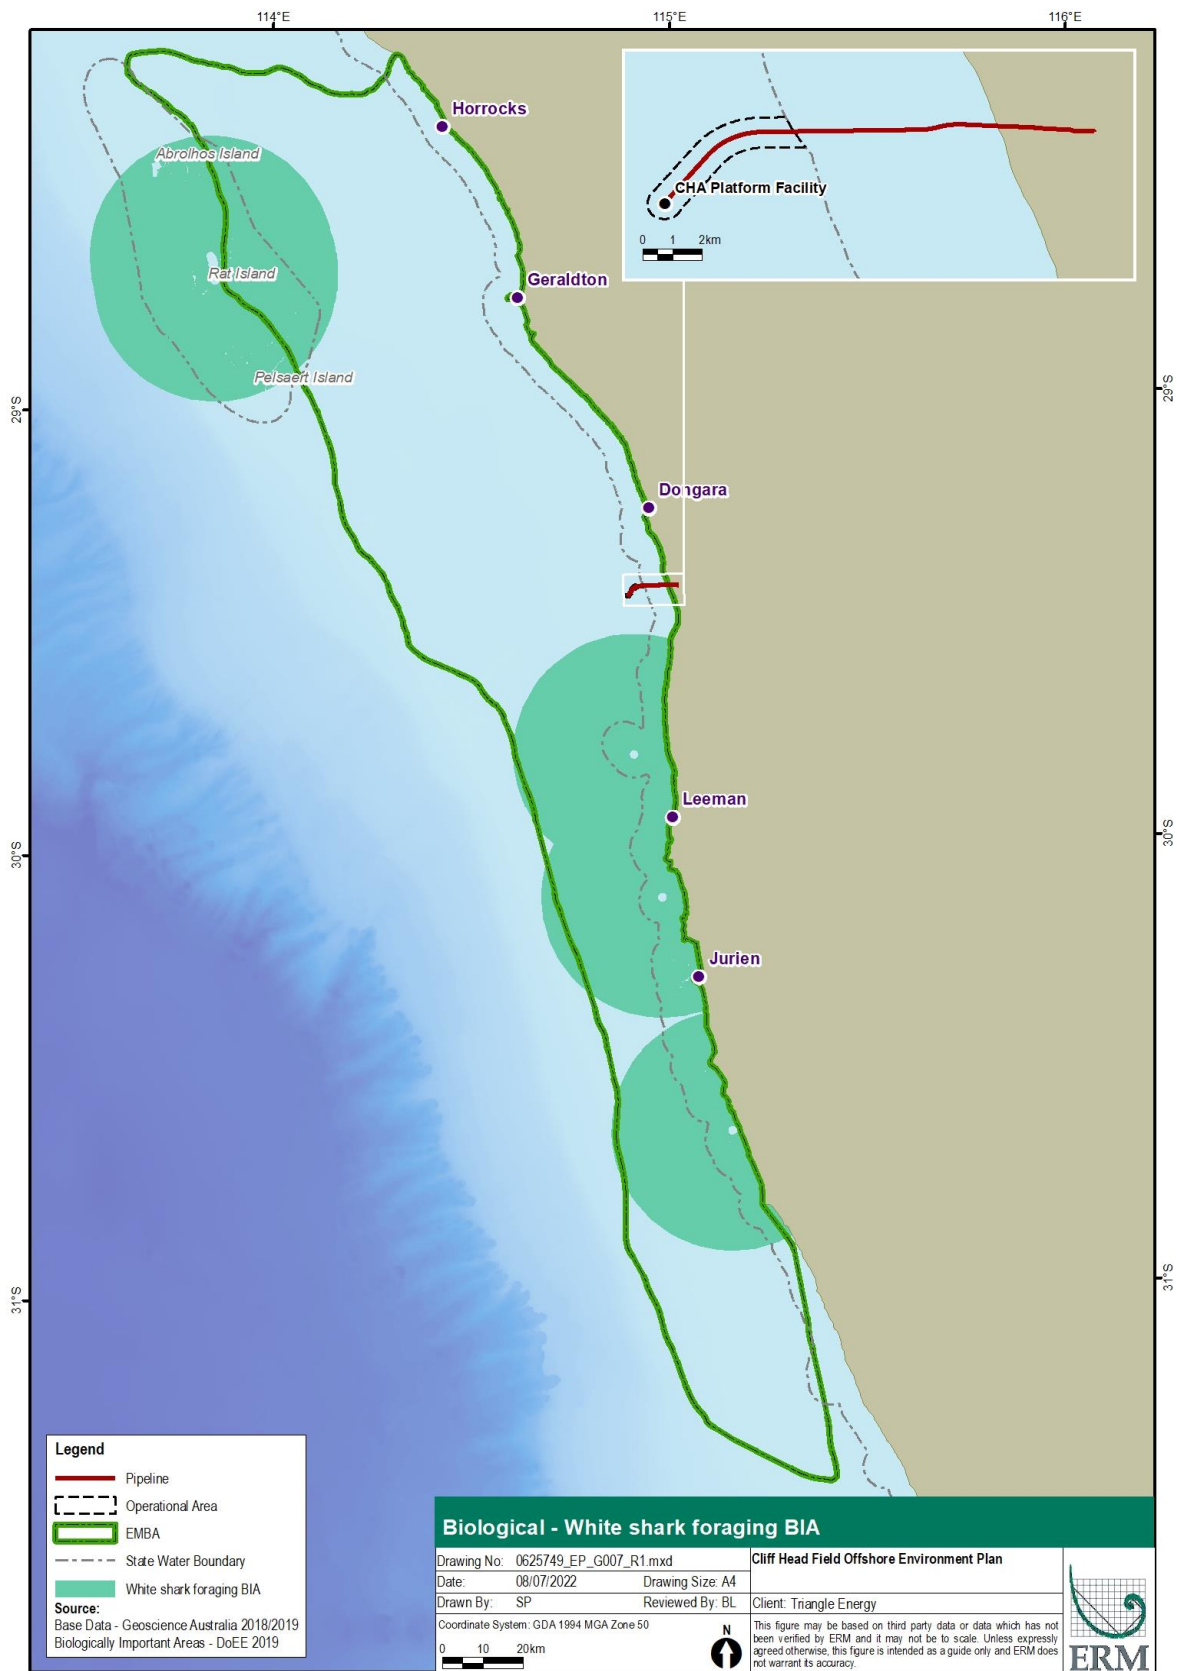 114°E
115°E
116°E
Horrocks
Abrolhos Island
CHA Platform Facility
0 1 2km
Rat Island
Geraldton
Pelsaert Island
29°S
29°S
Dongara
Leeman
30°S
30°S
Jurien
31°S
31°S
Legend
Pipeline
Operational Area
EMBA
State Water Boundary
White shark foraging BIA
Source:
Base Data - Geoscience Australia 2018/2019
Biologically Important Areas - DoEE 2019
Biological - White shark foraging BIA
Drawing No: 0625749_EP_G007_R1.mxd
Date: 08/07/2022 Drawing Size: A4
Drawn By: SP Reviewed By: BL
Coordinate System: GDA 1994 MGA Zone 50
0 10 20km
N
Cliff Head Field Offshore Environment Plan
Client: Triangle Energy
This figure may be based on third party data or data which has not
been verified by ERM and it may not be to scale. Unless expressly
agreed otherwise, this figure is intended as a guide only and ERM does
not warrant its accuracy.
ERM